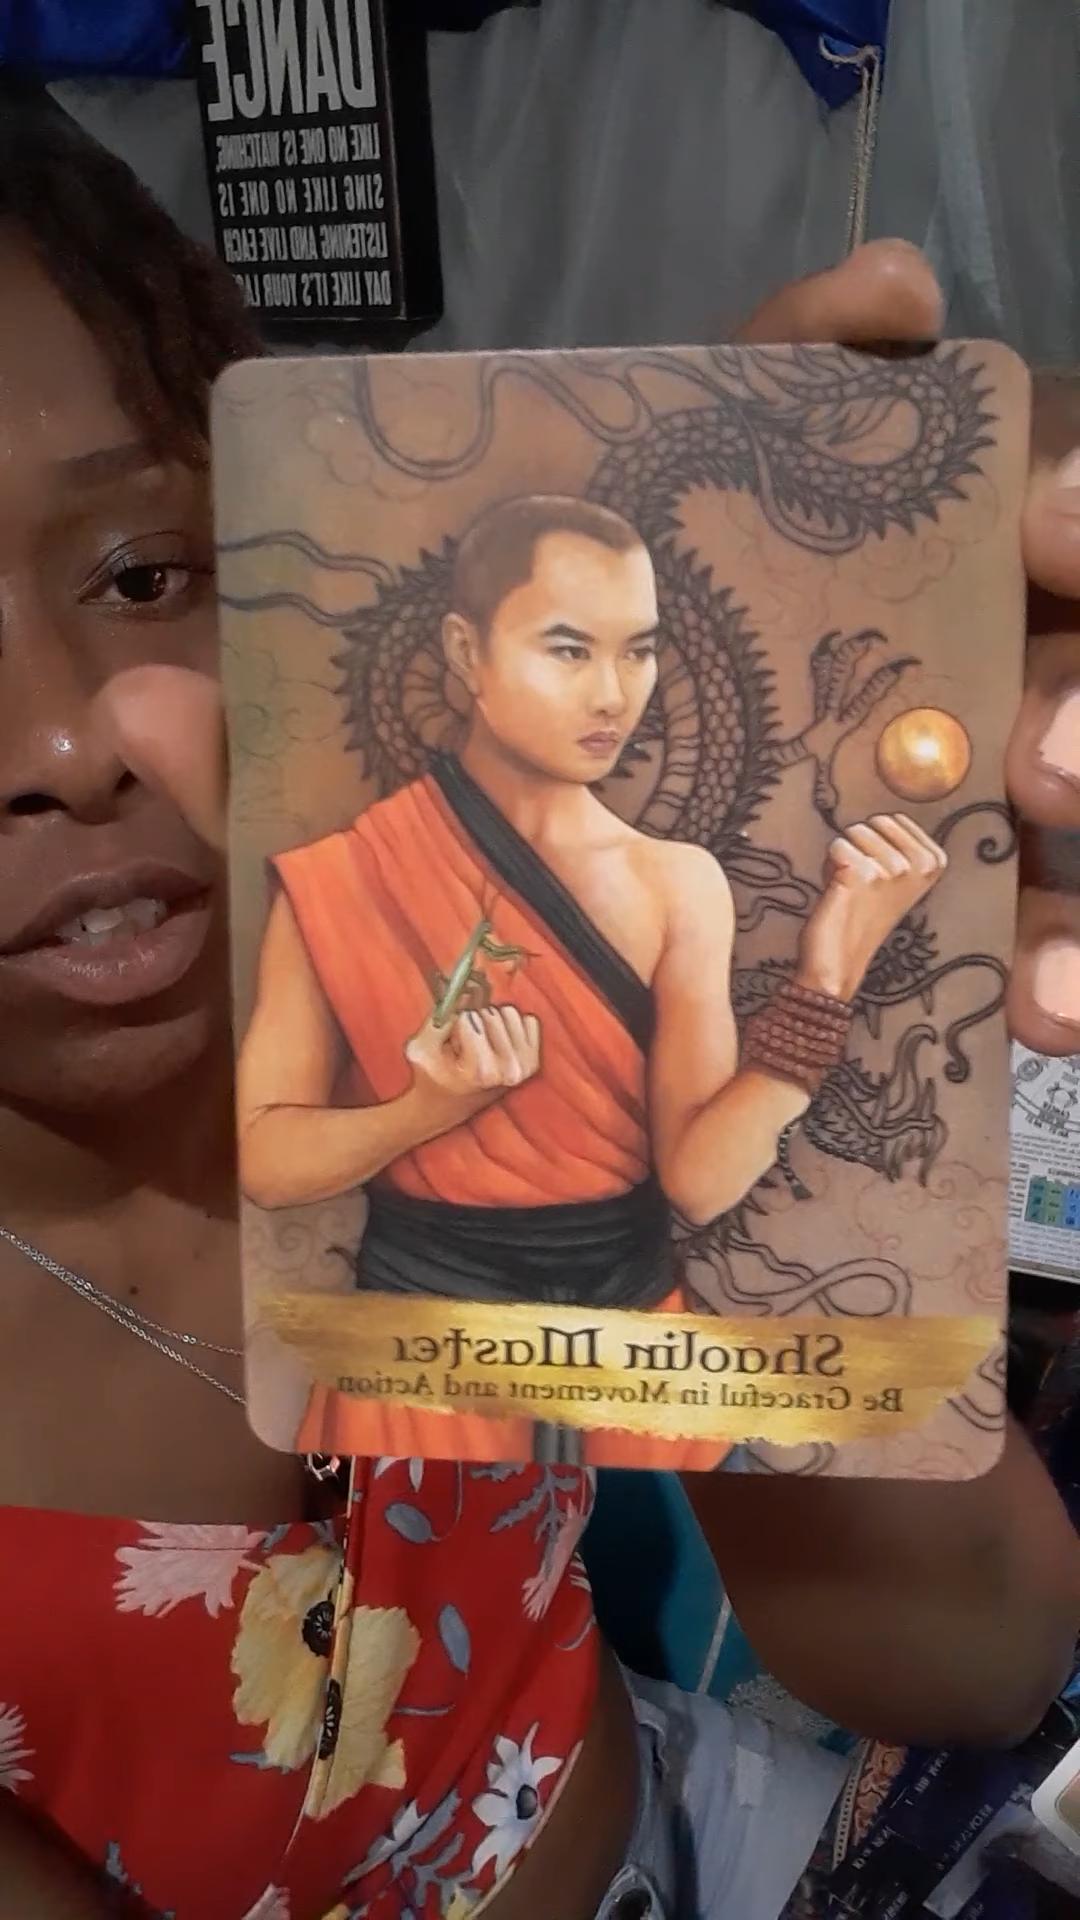 DANCE
LIKE NO ONE IS WATCHING,
SING LIKE NO ONE IS
LISTENING AND LIVE EACH
DAY LIKE IT'S YOUR
Shaolin Master
Be Graceful in Movement and Action